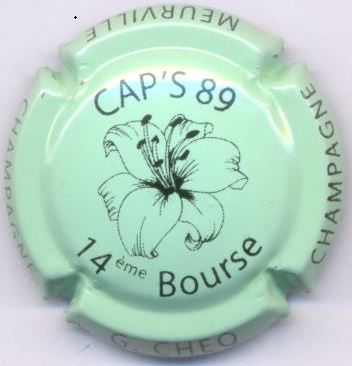 CAP'S 89
14ème Bourse
MEURVILLE
CHAMPAGNE
G. CHEO
CHAMPAGNE